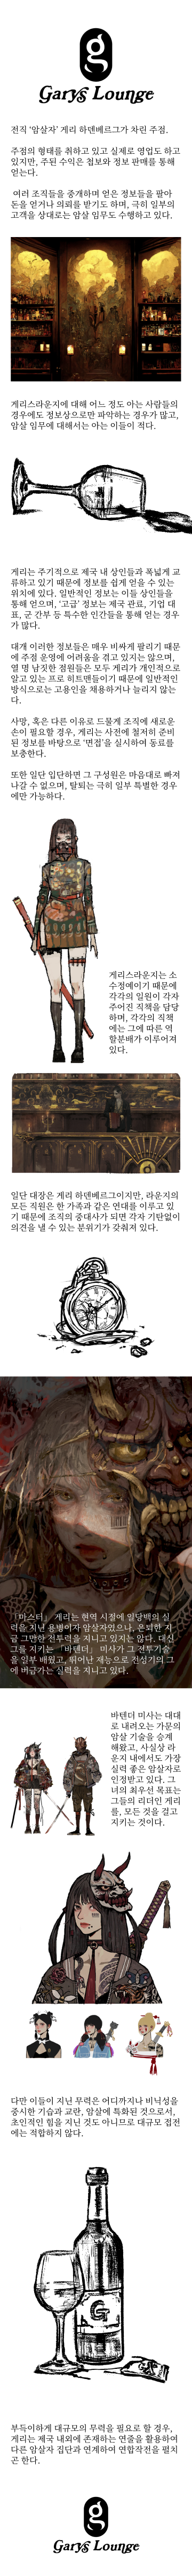 g
Garys Lounge
전직 '암살자' 게리 하덴베르그가 차린 주점.
주점의 형태를 취하고 있고 실제로 영업도 하고
있지만, 주된 수익은 첩보와 정보 판매를 통해
얻는다.
여러 조직들을 중개하며 얻은 정보들을 팔아
돈을 얻거나 의뢰를 받기도 하며, 극히 일부의
고객을 상대로는 암살 임무도 수행하고 있다.
게리스라운지에 대해 어느 정도 아는 사람들의
경우에도 정보상으로만 파악하는 경우가 많고,
암살 임무에 대해서는 아는 이들이 적다.
게리는 주기적으로 제국 내 상인들과 폭넓게 교
류하고 있기 때문에 정보를 쉽게 얻을 수 있는
위치에 있다. 일반적인 정보는 이들 상인들을
통해 얻으며, '고급' 정보는 제국 관료, 기업 대
표, 군 간부 등 특수한 인간들을 통해 얻는 경우
가 많다.
대개 이러한 정보들은 매우 비싸게 팔리기 때문
에 주점 운영에 어려움을 겪고 있지는 않으며,
열 명 남짓한 점원들은 모두 게리가 개인적으로
알고 있는 프로 히트맨들이기 때문에 일반적인
방식으로는 고용인을 채용하거나 늘리지 않는
다.
사망, 혹은 다른 이유로 드물게 조직에 새로운
손이 필요할 경우, 게리는 사전에 철저히 준비
된 정보를 바탕으로 '면접'을 실시하여 동료를
보충한다.
또한 일단 입단하면 그 구성원은 마음대로 빠져
나갈 수 없으며, 탈퇴는 극히 일부 특별한 경우
에만 가능하다.
게리스라운지는 소
수정예이기 때문에
각각의 일원이 각자
주어진 직책을 담당
하며, 각각의 직책
에는 그에 따른 역
할분배가 이루어져
있다.
일단 대장은 게리 하덴베르그이지만, 라운지의
모든 직원은 한 가족과 같은 연대를 이루고 있
기 때문에 조직의 중대사가 되면 각자 기탄없이
의견을 낼 수 있는 분위기가 갖춰져 있다.
「마스터」 게리는 현역 시절에 일당백의 실
력을 지닌 용병이자 암살자였으나, 은퇴한 지
금 그만한 전투력을 지니고 있지는 않다. 대신
그를 지키는 「바텐더」 미사가 그 전투기술
을 일부 배웠고, 뛰어난 재능으로 전성기의 그
에 버금가는 실력을 지니고 있다.
바텐더 미사는 대대
로 내려오는 가문의
암살 기술을 승계
해왔고, 사실상 라
운지 내에서도 가장
실력 좋은 암살자로
인정받고 있다. 그
녀의 최우선 목표는
그들의 리더인 게리
를, 모든 것을 걸고
지키는 것이다.
다만 이들이 지닌 무력은 어디까지나 비닉성을
중시한 기습과 교란, 암살에 특화된 것으로서,
초인적인 힘을 지닌 것도 아니므로 대규모 접전
에는 적합하지 않다.
G
부득이하게 대규모의 무력을 필요로 할 경우,
게리는 제국 내외에 존재하는 연줄을 활용하여
다른 암살자 집단과 연계하여 연합작전을 펼치
곤 한다.
g
Garys Lounge